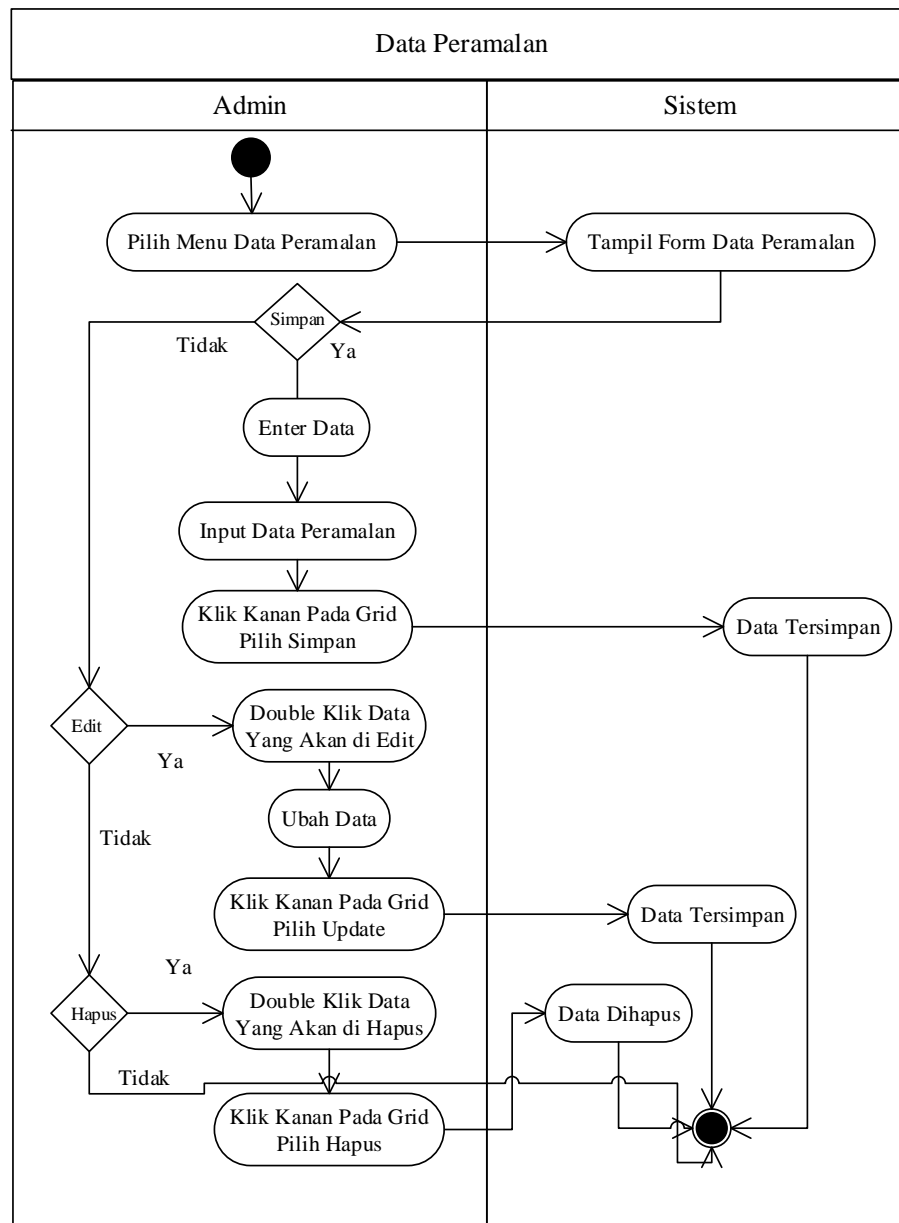 Data Peramalan
Admin
Sistem
Pilih Menu Data Peramalan
Tampil Form Data Peramalan
Simpan
Tidak
Ya
Enter Data
Input Data Peramalan
Klik Kanan Pada Grid
Pilih Simpan
Data Tersimpan
Edit
Ya
Double Klik Data
Yang Akan di Edit
Tidak
Ubah Data
Klik Kanan Pada Grid
Pilih Update
Data Tersimpan
Hapus
Ya
Double Klik Data
Yang Akan di Hapus
Data Dihapus
Tidak
Klik Kanan Pada Grid
Pilih Hapus